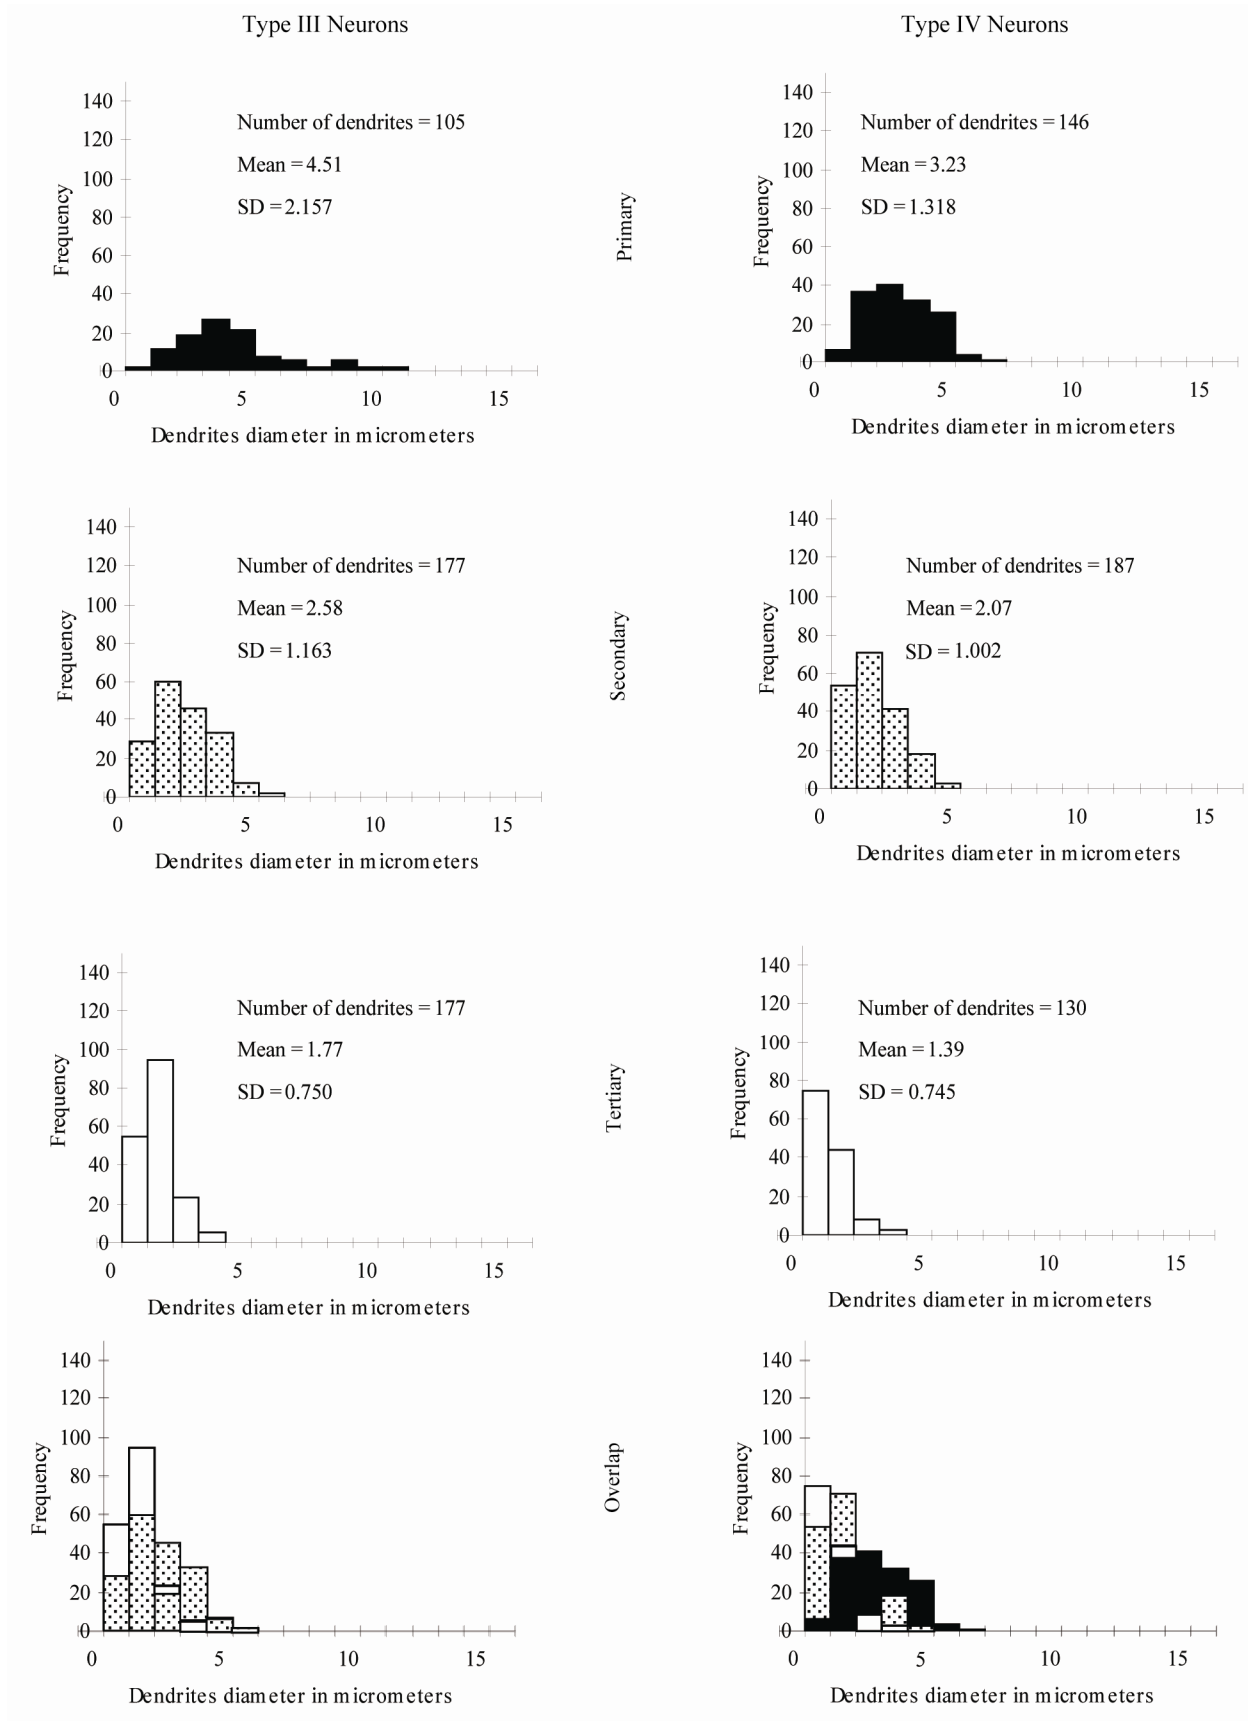 Type III Neurons
Type IV Neurons
140
120
100
80
60
40
20
0
Frequency
Number of dendrites = 105
Mean = 4.51
SD = 2.157
0 5 10 15
Dendrites diameter in micrometers
Primary
140
120
100
80
60
40
20
0
Frequency
Number of dendrites = 146
Mean = 3.23
SD = 1.318
0 5 10 15
Dendrites diameter in micrometers
140
120
100
80
60
40
20
0
Frequency
Number of dendrites = 177
Mean = 2.58
SD = 1.163
0 5 10 15
Dendrites diameter in micrometers
Secondary
140
120
100
80
60
40
20
0
Frequency
Number of dendrites = 187
Mean = 2.07
SD = 1.002
0 5 10 15
Dendrites diameter in micrometers
140
120
100
80
60
40
20
0
Frequency
Number of dendrites = 177
Mean = 1.77
SD = 0.750
0 5 10 15
Dendrites diameter in micrometers
Tertiary
140
120
100
80
60
40
20
0
Frequency
Number of dendrites = 130
Mean = 1.39
SD = 0.745
0 5 10 15
Dendrites diameter in micrometers
140
120
100
80
60
40
20
0
Frequency
0 5 10 15
Dendrites diameter in micrometers
Overlap
140
120
100
80
60
40
20
0
Frequency
0 5 10 15
Dendrites diameter in micrometers